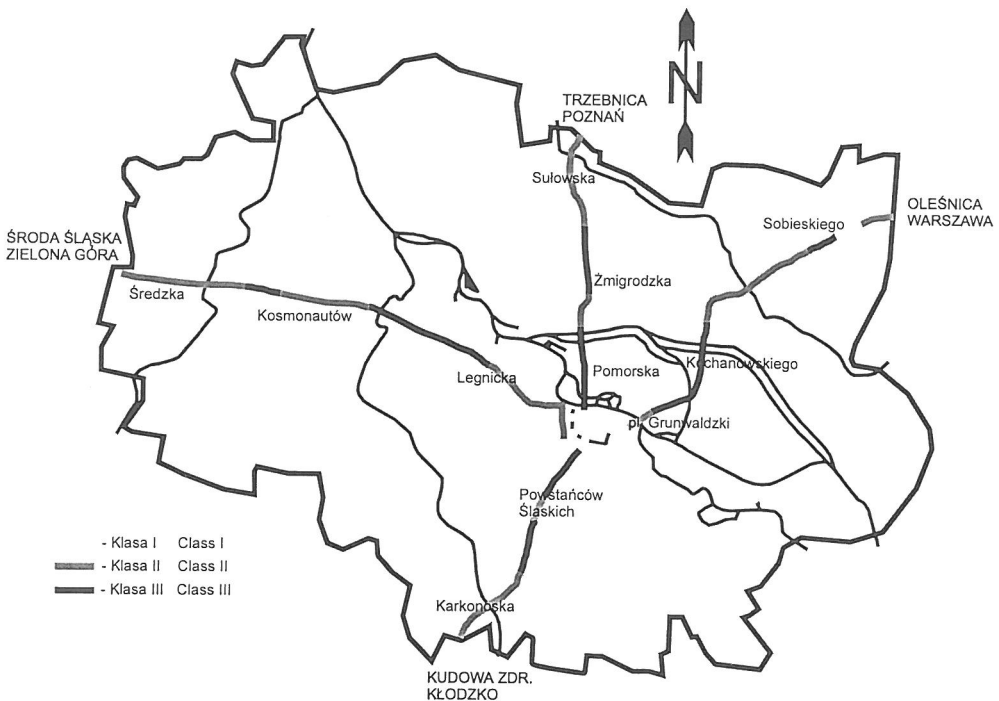 N
TRZEBNICA
POZNAŃ
Sułowska
OLEŚNICA
WARSZAWA
Sobieskiego
ŚRODA ŚLĄSKA
ZIELONA GÓRA
Średzka
Żmigrodzka
Kosmonautów
Kochanowskiego
Pomorska
Legnicka
pl. Grunwaldzki
Powstańców
Śląskich
- Klasa I Class I
- Klasa II Class II
- Klasa III Class III
Karkonoska
KUDOWA ZDR.
KŁODZKO